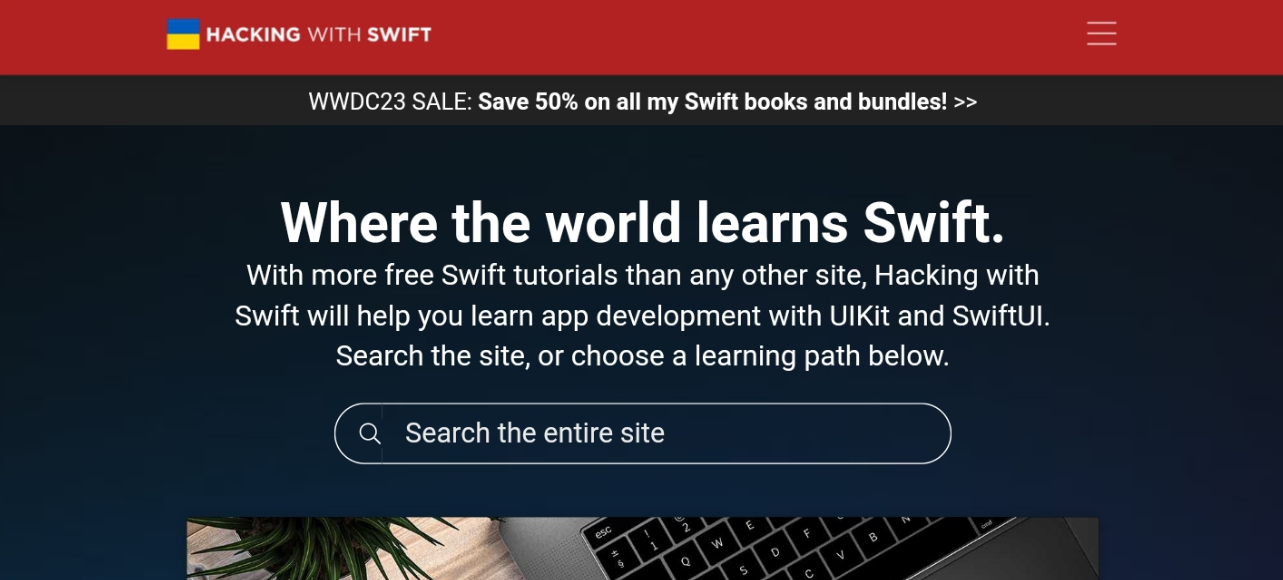 HACKING WITH SWIFT
WWDC23 SALE: Save 50% on all my Swift books and bundles! >>
Where the world learns Swift.
With more free Swift tutorials than any other site, Hacking with
Swift will help you learn app development with UIKit and SwiftUI.
Search the site, or choose a learning path below.
Search the entire site
esc
! 1
2
± §
Q W E
S D F
C V B N
cmd